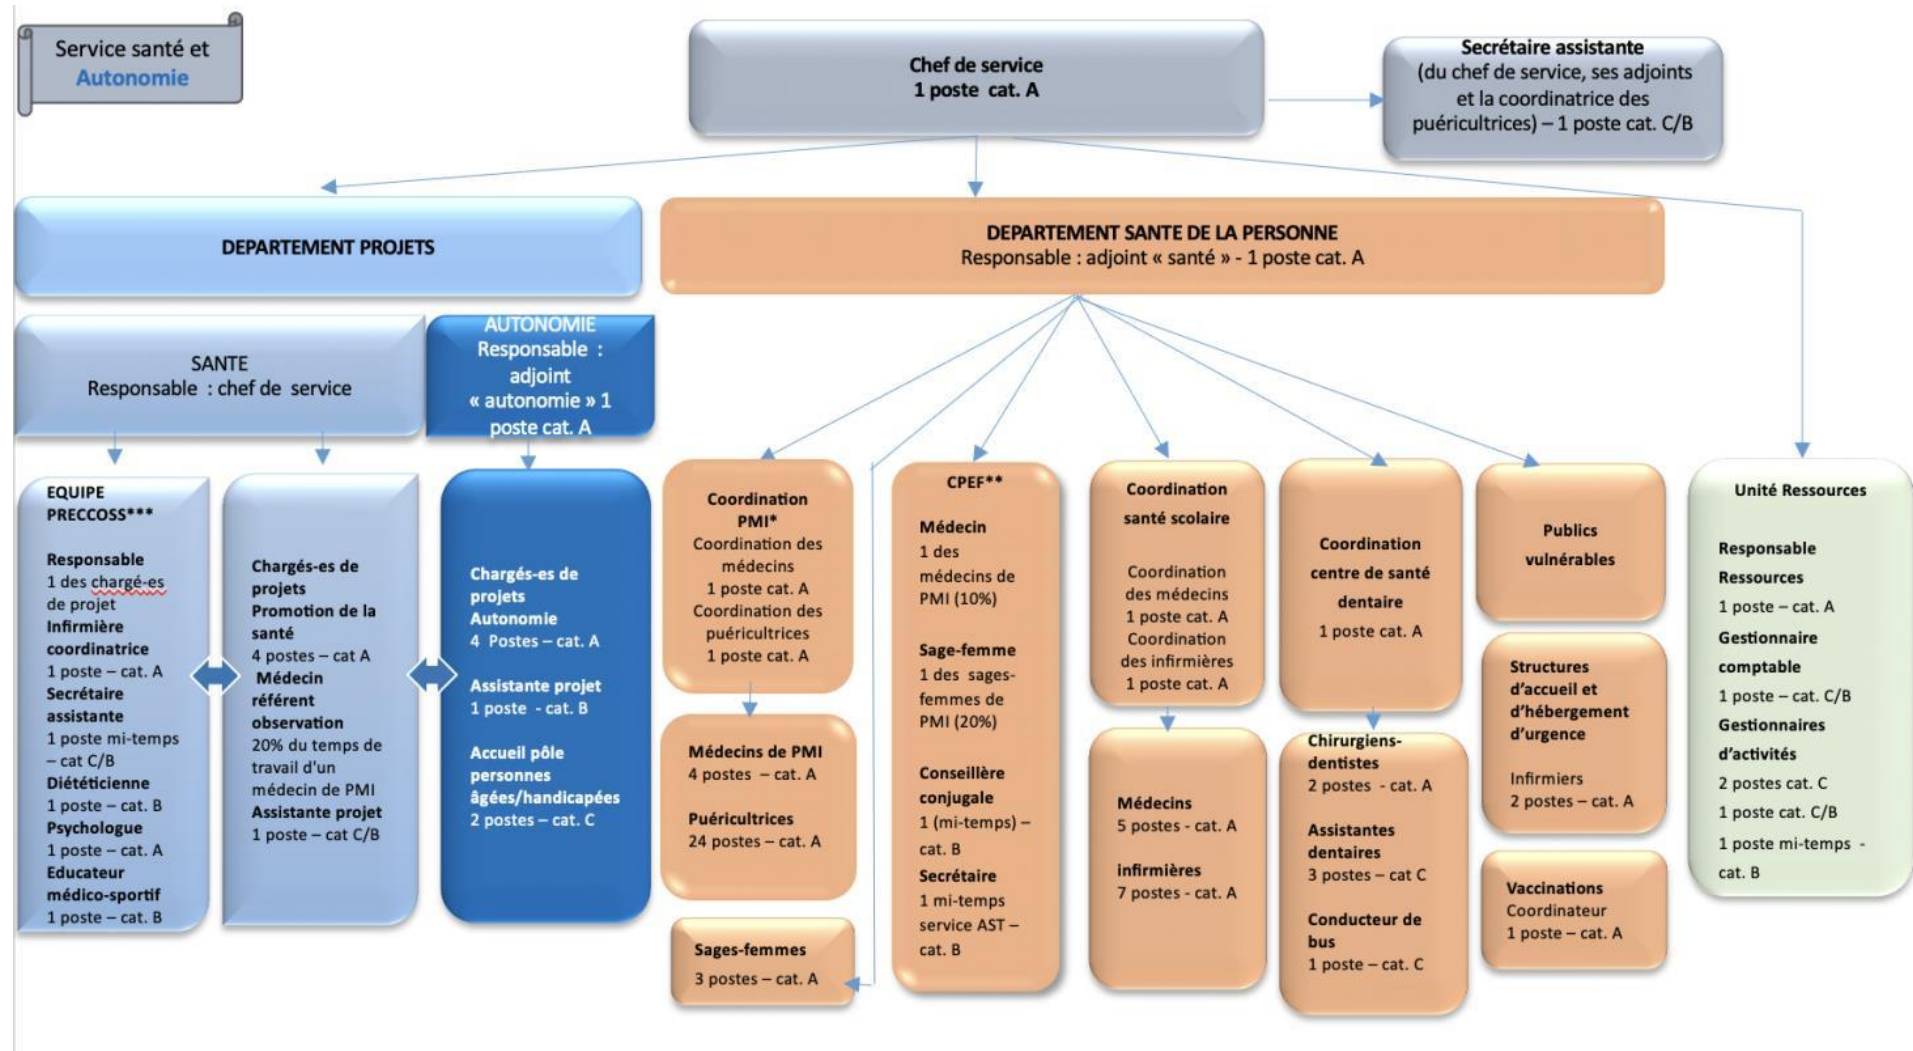 Service santé et
Autonomie
Chef de service
1 poste cat. A
Secrétaire assistante
(du chef de service, ses adjoints
et la coordinatrice des
puéricultrices) – 1 poste cat. C/B
DEPARTEMENT PROJETS
DEPARTEMENT SANTE DE LA PERSONNE
Responsable : adjoint « santé » - 1 poste cat. A
SANTE
Responsable : chef de service
AUTONOMIE
Responsable :
adjoint
« autonomie » 1
poste cat. A
EQUIPE
PRECCOSS***
Responsable
1 des chargé-es
de projet
Infirmière
coordinatrice
1 poste – cat. A
Secrétaire
assistante
1 poste mi-temps
– cat C/B
Diététicienne
1 poste – cat. B
Psychologue
1 poste – cat. A
Educateur
médico-sportif
1 poste – cat. B
Chargés-es de
projets
Promotion de la
santé
4 postes – cat A
Médecin
référent
observation
20% du temps de
travail d'un
médecin de PMI
Assistante projet
1 poste – cat C/B
Chargés-es de
projets
Autonomie
4 Postes – cat. A
Assistante projet
1 poste - cat. B
Accueil pôle
personnes
âgées/handicapées
2 postes – cat. C
Coordination
PMI*
Coordination des
médecins
1 poste cat. A
Coordination des
puéricultrices
1 poste cat. A
Médecins de PMI
4 postes – cat. A
Puéricultrices
24 postes – cat. A
Sages-femmes
3 postes – cat. A
CPEF**
Médecin
1 des
médecins de
PMI (10%)
Sage-femme
1 des sages-
femmes de
PMI (20%)
Conseillère
conjugale
1 (mi-temps) –
cat. B
Secrétaire
1 mi-temps
service AST –
cat. B
Coordination
santé scolaire
Coordination
des médecins
1 poste cat. A
Coordination
des infirmières
1 poste cat. A
Médecins
5 postes - cat. A
infirmières
7 postes - cat. A
Coordination
centre de santé
dentaire
1 poste cat. A
Chirurgiens-
dentistes
2 postes - cat. A
Assistantes
dentaires
3 postes – cat C
Conducteur de
bus
1 poste – cat. C
Publics
vulnérables
Structures
d'accueil et
d'hébergement
d'urgence
Infirmiers
2 postes – cat. A
Vaccinations
Coordinateur
1 poste – cat. A
Unité Ressources
Responsable
Ressources
1 poste – cat. A
Gestionnaire
comptable
1 poste – cat. C/B
Gestionnaires
d'activités
2 postes cat. C
1 poste cat. C/B
1 poste mi-temps -
cat. B